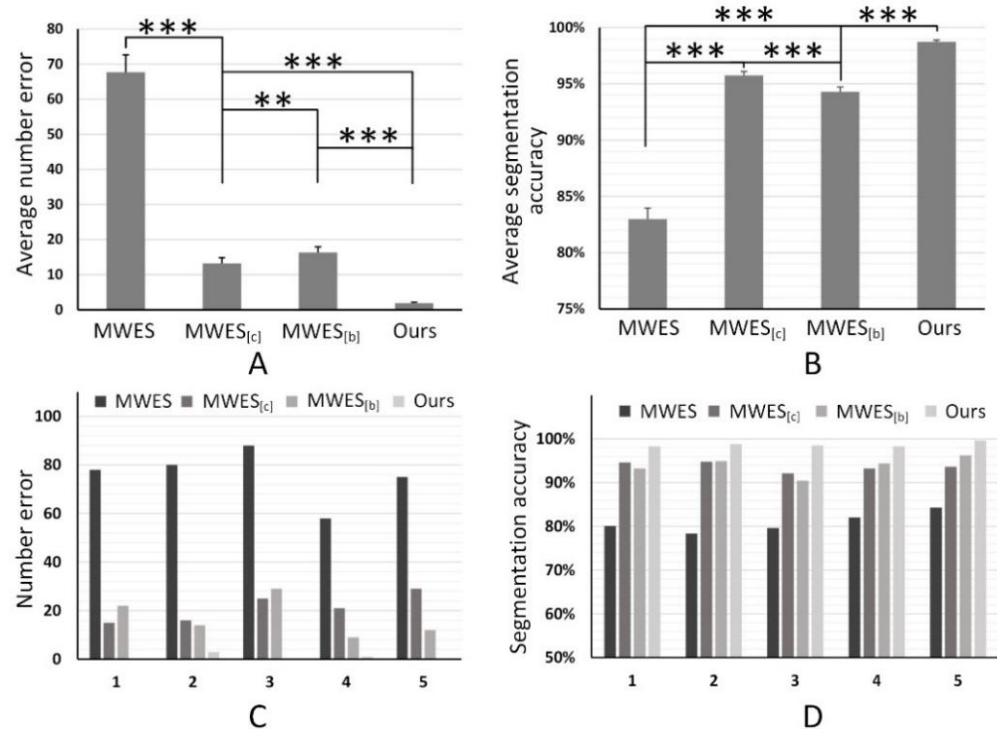 80
70
60
50
40
30
20
10
0
Average number error
***
***
**
***
MWES MWES[c] MWES[b] Ours
A
100%
95%
90%
85%
80%
75%
Average segmentation
accuracy
*** ***
*** ***
MWES MWES[c] MWES[b] Ours
B
MWES MWES[c] MWES[b] Ours
100
80
60
40
20
0
Number error
1 2 3 4 5
C
MWES MWES[c] MWES[b] Ours
100%
90%
80%
70%
60%
50%
Segmentation accuracy
1 2 3 4 5
D